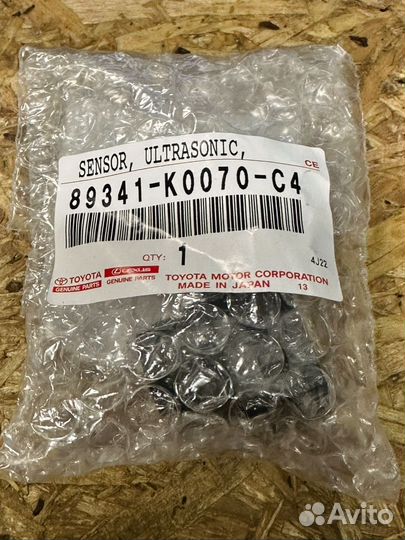 SENSOR, ULTRASONIC,
CE
89341-K0070-C4
QTY: 1
4J22
TOYOTA
GENUINE PARTS
LEXUS
GENUINE PARTS
TOYOTA MOTOR CORPORATION
MADE IN JAPAN 13
Avito